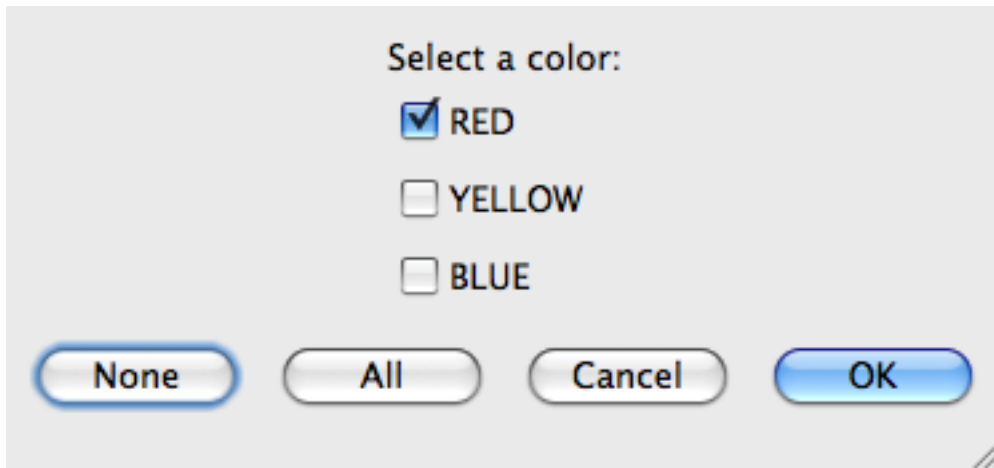 Select a color:
RED
YELLOW
BLUE
None All Cancel OK